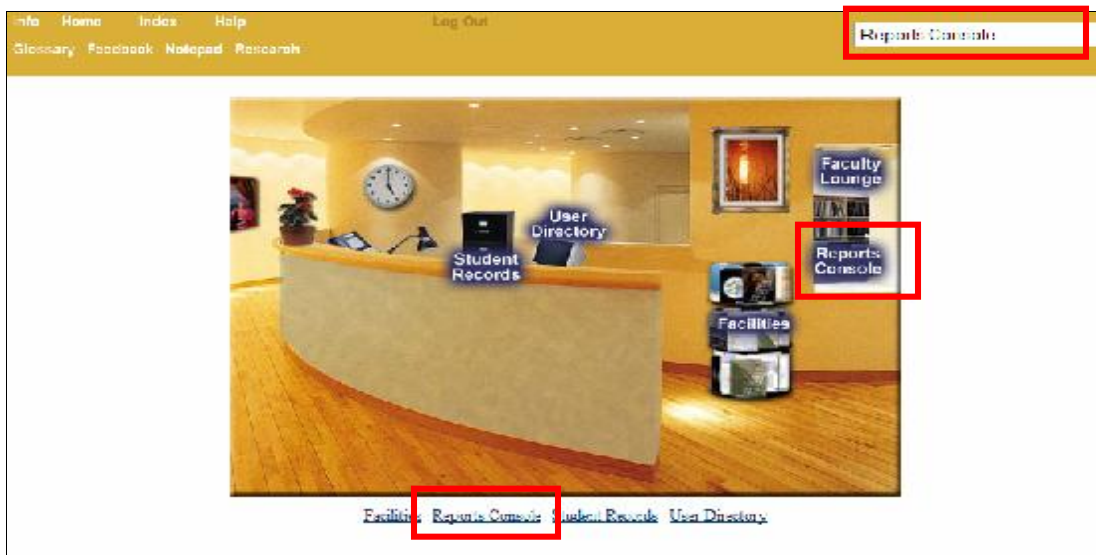 Info Home Index Help Log Out
Glossary Feedback Notepad Research
Reports Console
Faculty
Lounge
User
Directory
Student
Records
Reports
Console
Facilities
Facilities Reports Console Student Records User Directory